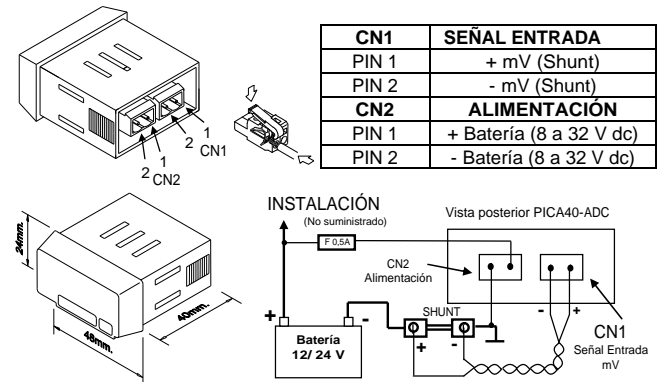 CN1 SEÑAL ENTRADA
PIN 1 + mV (Shunt)
PIN 2 - mV (Shunt)
CN2 ALIMENTACIÓN
PIN 1 + Batería (8 a 32 V dc)
PIN 2 - Batería (8 a 32 V dc)
1
2 CN1
1
2 CN2
24mm.
48mm.
40mm.
INSTALACIÓN
(No suministrado)
F 0,5A
Vista posterior PICA40-ADC
CN2
Alimentación
+ -
Batería
12/ 24 V
SHUNT
+ -
- +
CN1
Señal Entrada
mV